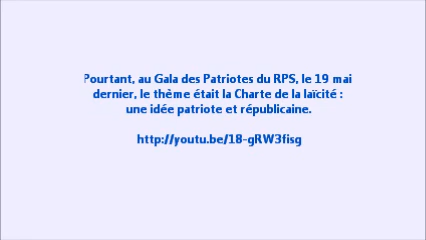 Pourtant, au Gala des Patriotes du RPS, le 19 mai
dernier, le thème était la Charte de la laïcité :
une idée patriote et républicaine.
http://youtu.be/18-gRW3fisg